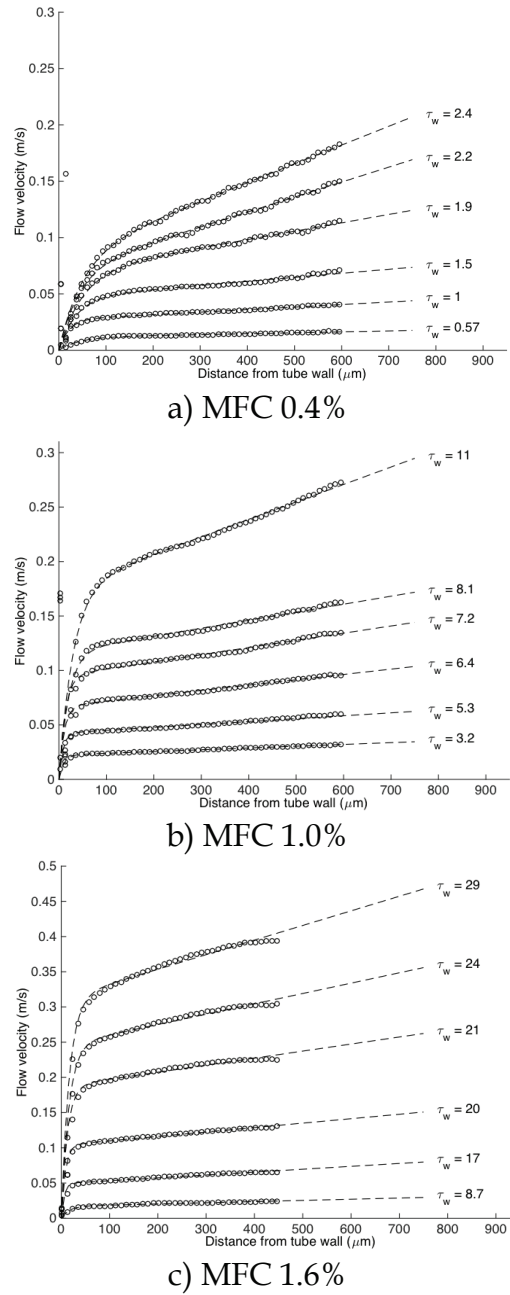 0.3
0.25
0.2
0.15
0.1
0.05
0
Flow velocity (m/s)
τw = 2.4
τw = 2.2
τw = 1.9
τw = 1.5
τw = 1
τw = 0.57
0 100 200 300 400 500 600 700 800 900
Distance from tube wall (μm)
a) MFC 0.4%
0.3
0.25
0.2
0.15
0.1
0.05
0
Flow velocity (m/s)
τw = 11
τw = 8.1
τw = 7.2
τw = 6.4
τw = 5.3
τw = 3.2
0 100 200 300 400 500 600 700 800 900
Distance from tube wall (μm)
b) MFC 1.0%
0.5
0.45
0.4
0.35
0.3
0.25
0.2
0.15
0.1
0.05
0
Flow velocity (m/s)
τw = 29
τw = 24
τw = 21
τw = 20
τw = 17
τw = 8.7
0 100 200 300 400 500 600 700 800 900
Distance from tube wall (μm)
c) MFC 1.6%